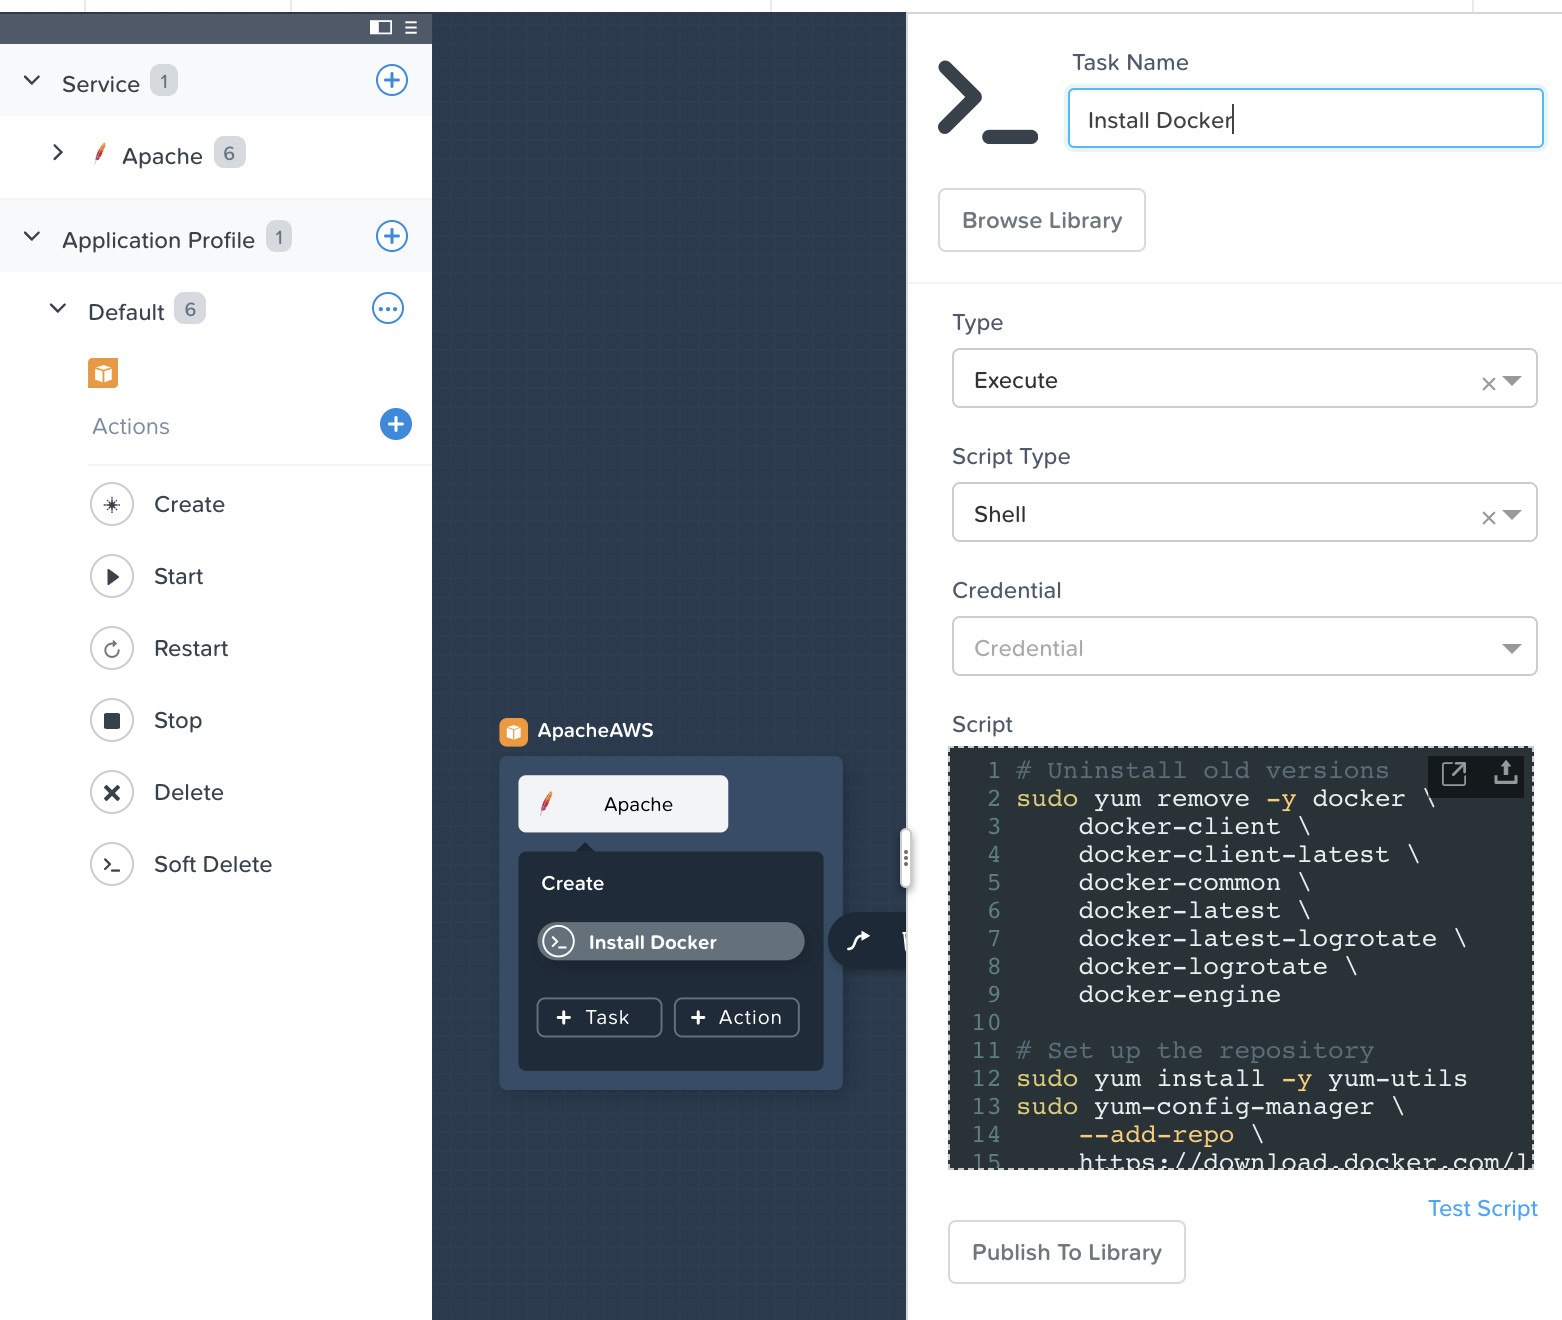 Service 1
Apache 6
Application Profile 1
Default 6
Actions
Create
Start
Restart
Stop
Delete
Soft Delete
ApacheAWS
Apache
Create
Install Docker
+ Task
+ Action
Task Name
Install Docker
Browse Library
Type
Execute
Script Type
Shell
Credential
Credential
Script
1 # Uninstall old versions
2 sudo yum remove -y docker \
3 docker-client \
4 docker-client-latest \
5 docker-common \
6 docker-latest \
7 docker-latest-logrotate \
8 docker-logrotate \
9 docker-engine
10
11 # Set up the repository
12 sudo yum install -y yum-utils
13 sudo yum-config-manager \
14 --add-repo \
15 https://download.docker.com/l
Test Script
Publish To Library